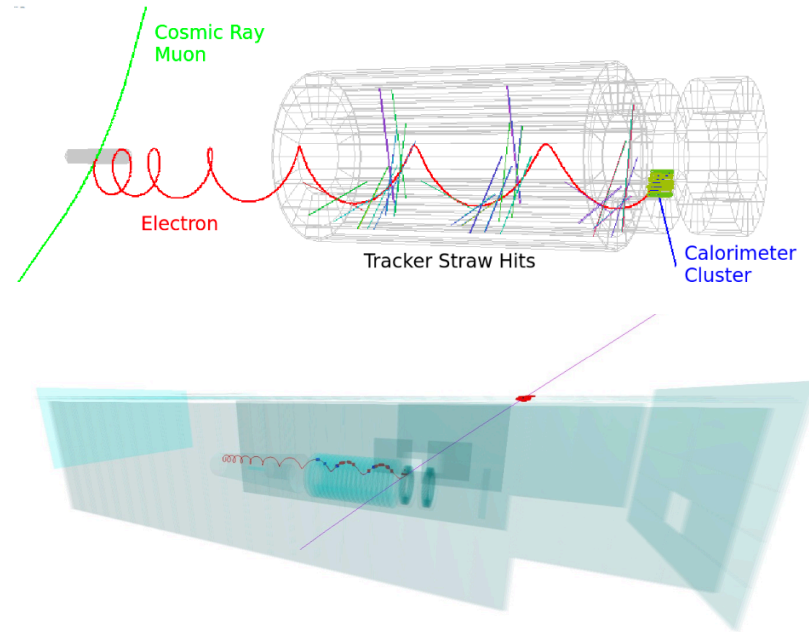 Cosmic Ray
Muon
Electron
Tracker Straw Hits
Calorimeter
Cluster